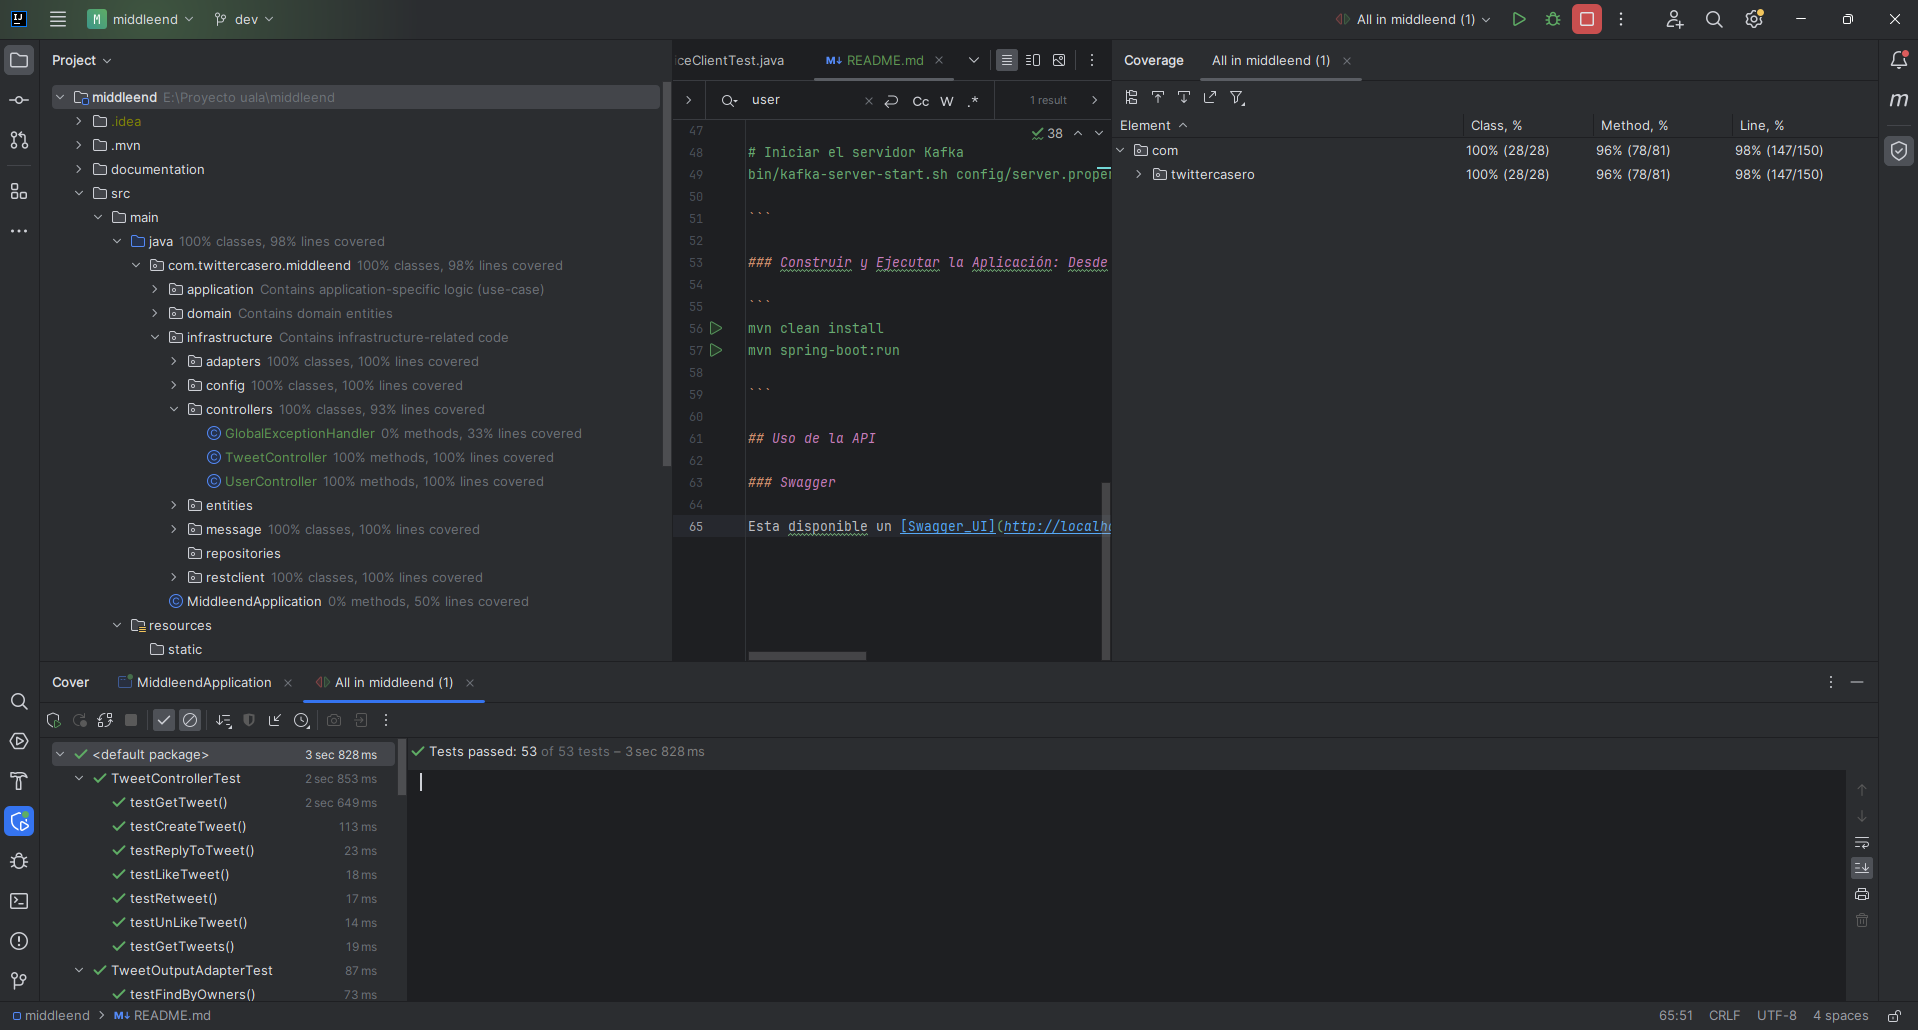 M middleend dev All in middleend (1)
Project
middleend E:\Proyecto uala\middleend
.idea
.mvn
documentation
src
main
java 100% classes, 98% lines covered
com.twittercasero.middleend 100% classes, 98% lines covered
application Contains application-specific logic (use-case)
domain Contains domain entities
infrastructure Contains infrastructure-related code
adapters 100% classes, 100% lines covered
config 100% classes, 100% lines covered
controllers 100% classes, 93% lines covered
GlobalExceptionHandler 0% methods, 33% lines covered
TweetController 100% methods, 100% lines covered
UserController 100% methods, 100% lines covered
entities
message 100% classes, 100% lines covered
repositories
restclient 100% classes, 100% lines covered
MiddleendApplication 0% methods, 50% lines covered
resources
static
iceClientTest.java README.md
user Cc W .* 1 result
38
47
48 # Iniciar el servidor Kafka
49 bin/kafka-server-start.sh config/server.proper
50
51 ```
52
53 ### Construir y Ejecutar la Aplicación: Desde
54
55 ```
56 mvn clean install
57 mvn spring-boot:run
58
59 ```
60
61 ## Uso de la API
62
63 ### Swagger
64
65 Esta disponible un [Swagger_UI](http://localho
Coverage All in middleend (1)
Element Class, % Method, % Line, %
com 100% (28/28) 96% (78/81) 98% (147/150)
twittercasero 100% (28/28) 96% (78/81) 98% (147/150)
m
Cover MiddleendApplication All in middleend (1)
<default package> 3 sec 828 ms
TweetControllerTest 2 sec 853 ms
testGetTweet() 2 sec 649 ms
testCreateTweet() 113 ms
testReplyToTweet() 23 ms
testLikeTweet() 18 ms
testRetweet() 17 ms
testUnLikeTweet() 14 ms
testGetTweets() 19 ms
TweetOutputAdapterTest 87 ms
testFindByOwners() 73 ms
Tests passed: 53 of 53 tests – 3 sec 828 ms
middleend > README.md 65:51 CRLF UTF-8 4 spaces